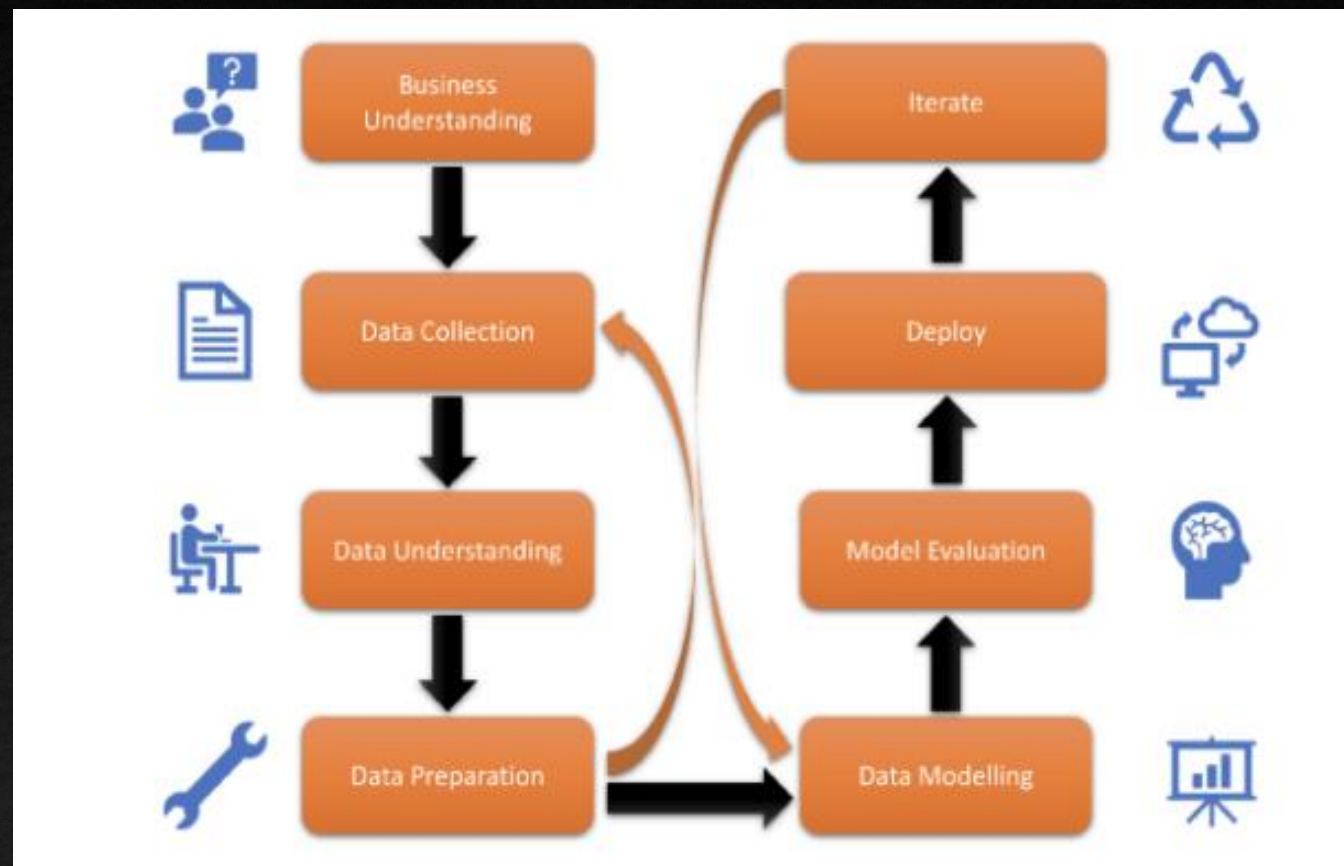 Business
Understanding
Data Collection
Data Understanding
Data Preparation
Data Modelling
Model Evaluation
Deploy
Iterate
?